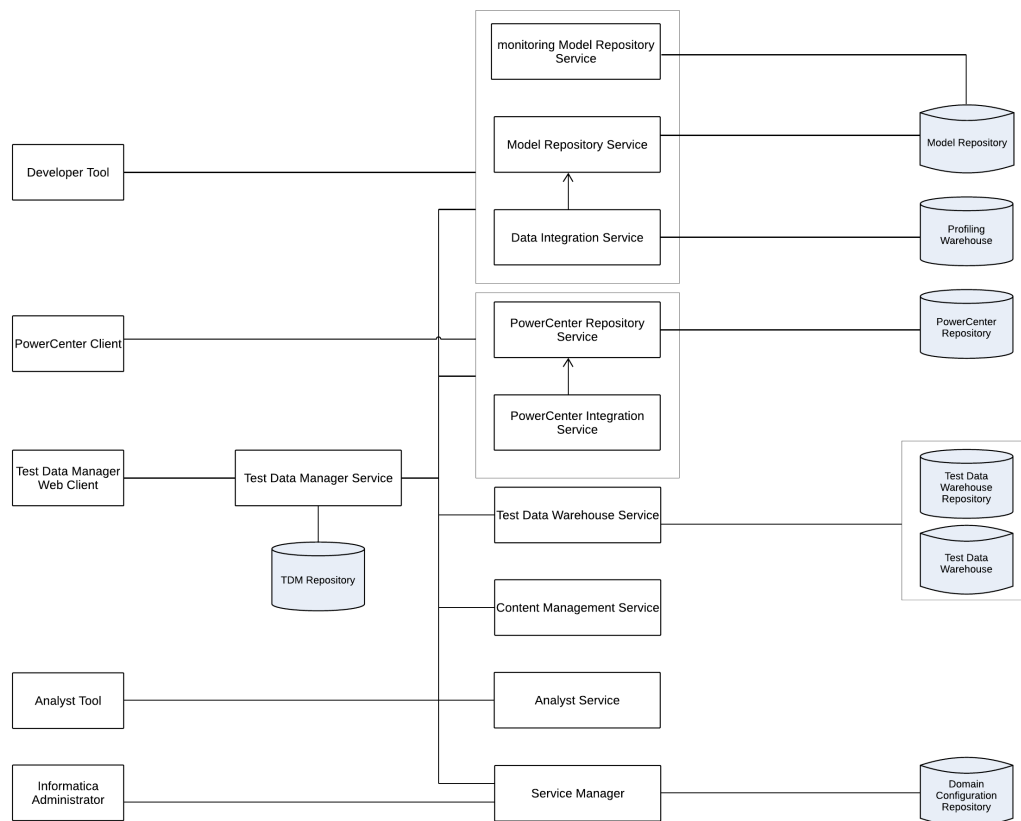 monitoring Model Repository
Service
Model Repository Service
Model Repository
Developer Tool
Data Integration Service
Profiling
Warehouse
PowerCenter Client
PowerCenter Repository
Service
PowerCenter
Repository
PowerCenter Integration
Service
Test Data Manager
Web Client
Test Data Manager Service
Test Data
Warehouse
Repository
Test Data Warehouse Service
Test Data
Warehouse
TDM Repository
Content Management Service
Analyst Tool
Analyst Service
Informatica
Administrator
Service Manager
Domain
Configuration
Repository